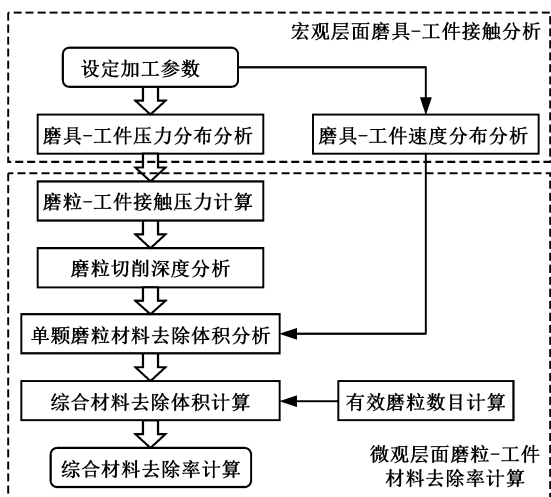 宏观层面磨具-工件接触分析
设定加工参数
磨具-工件压力分布分析
磨具-工件速度分布分析
磨粒-工件接触压力计算
磨粒切削深度分析
单颗磨粒材料去除体积分析
综合材料去除体积计算
有效磨粒数目计算
微观层面磨粒-工件
材料去除率计算
综合材料去除率计算